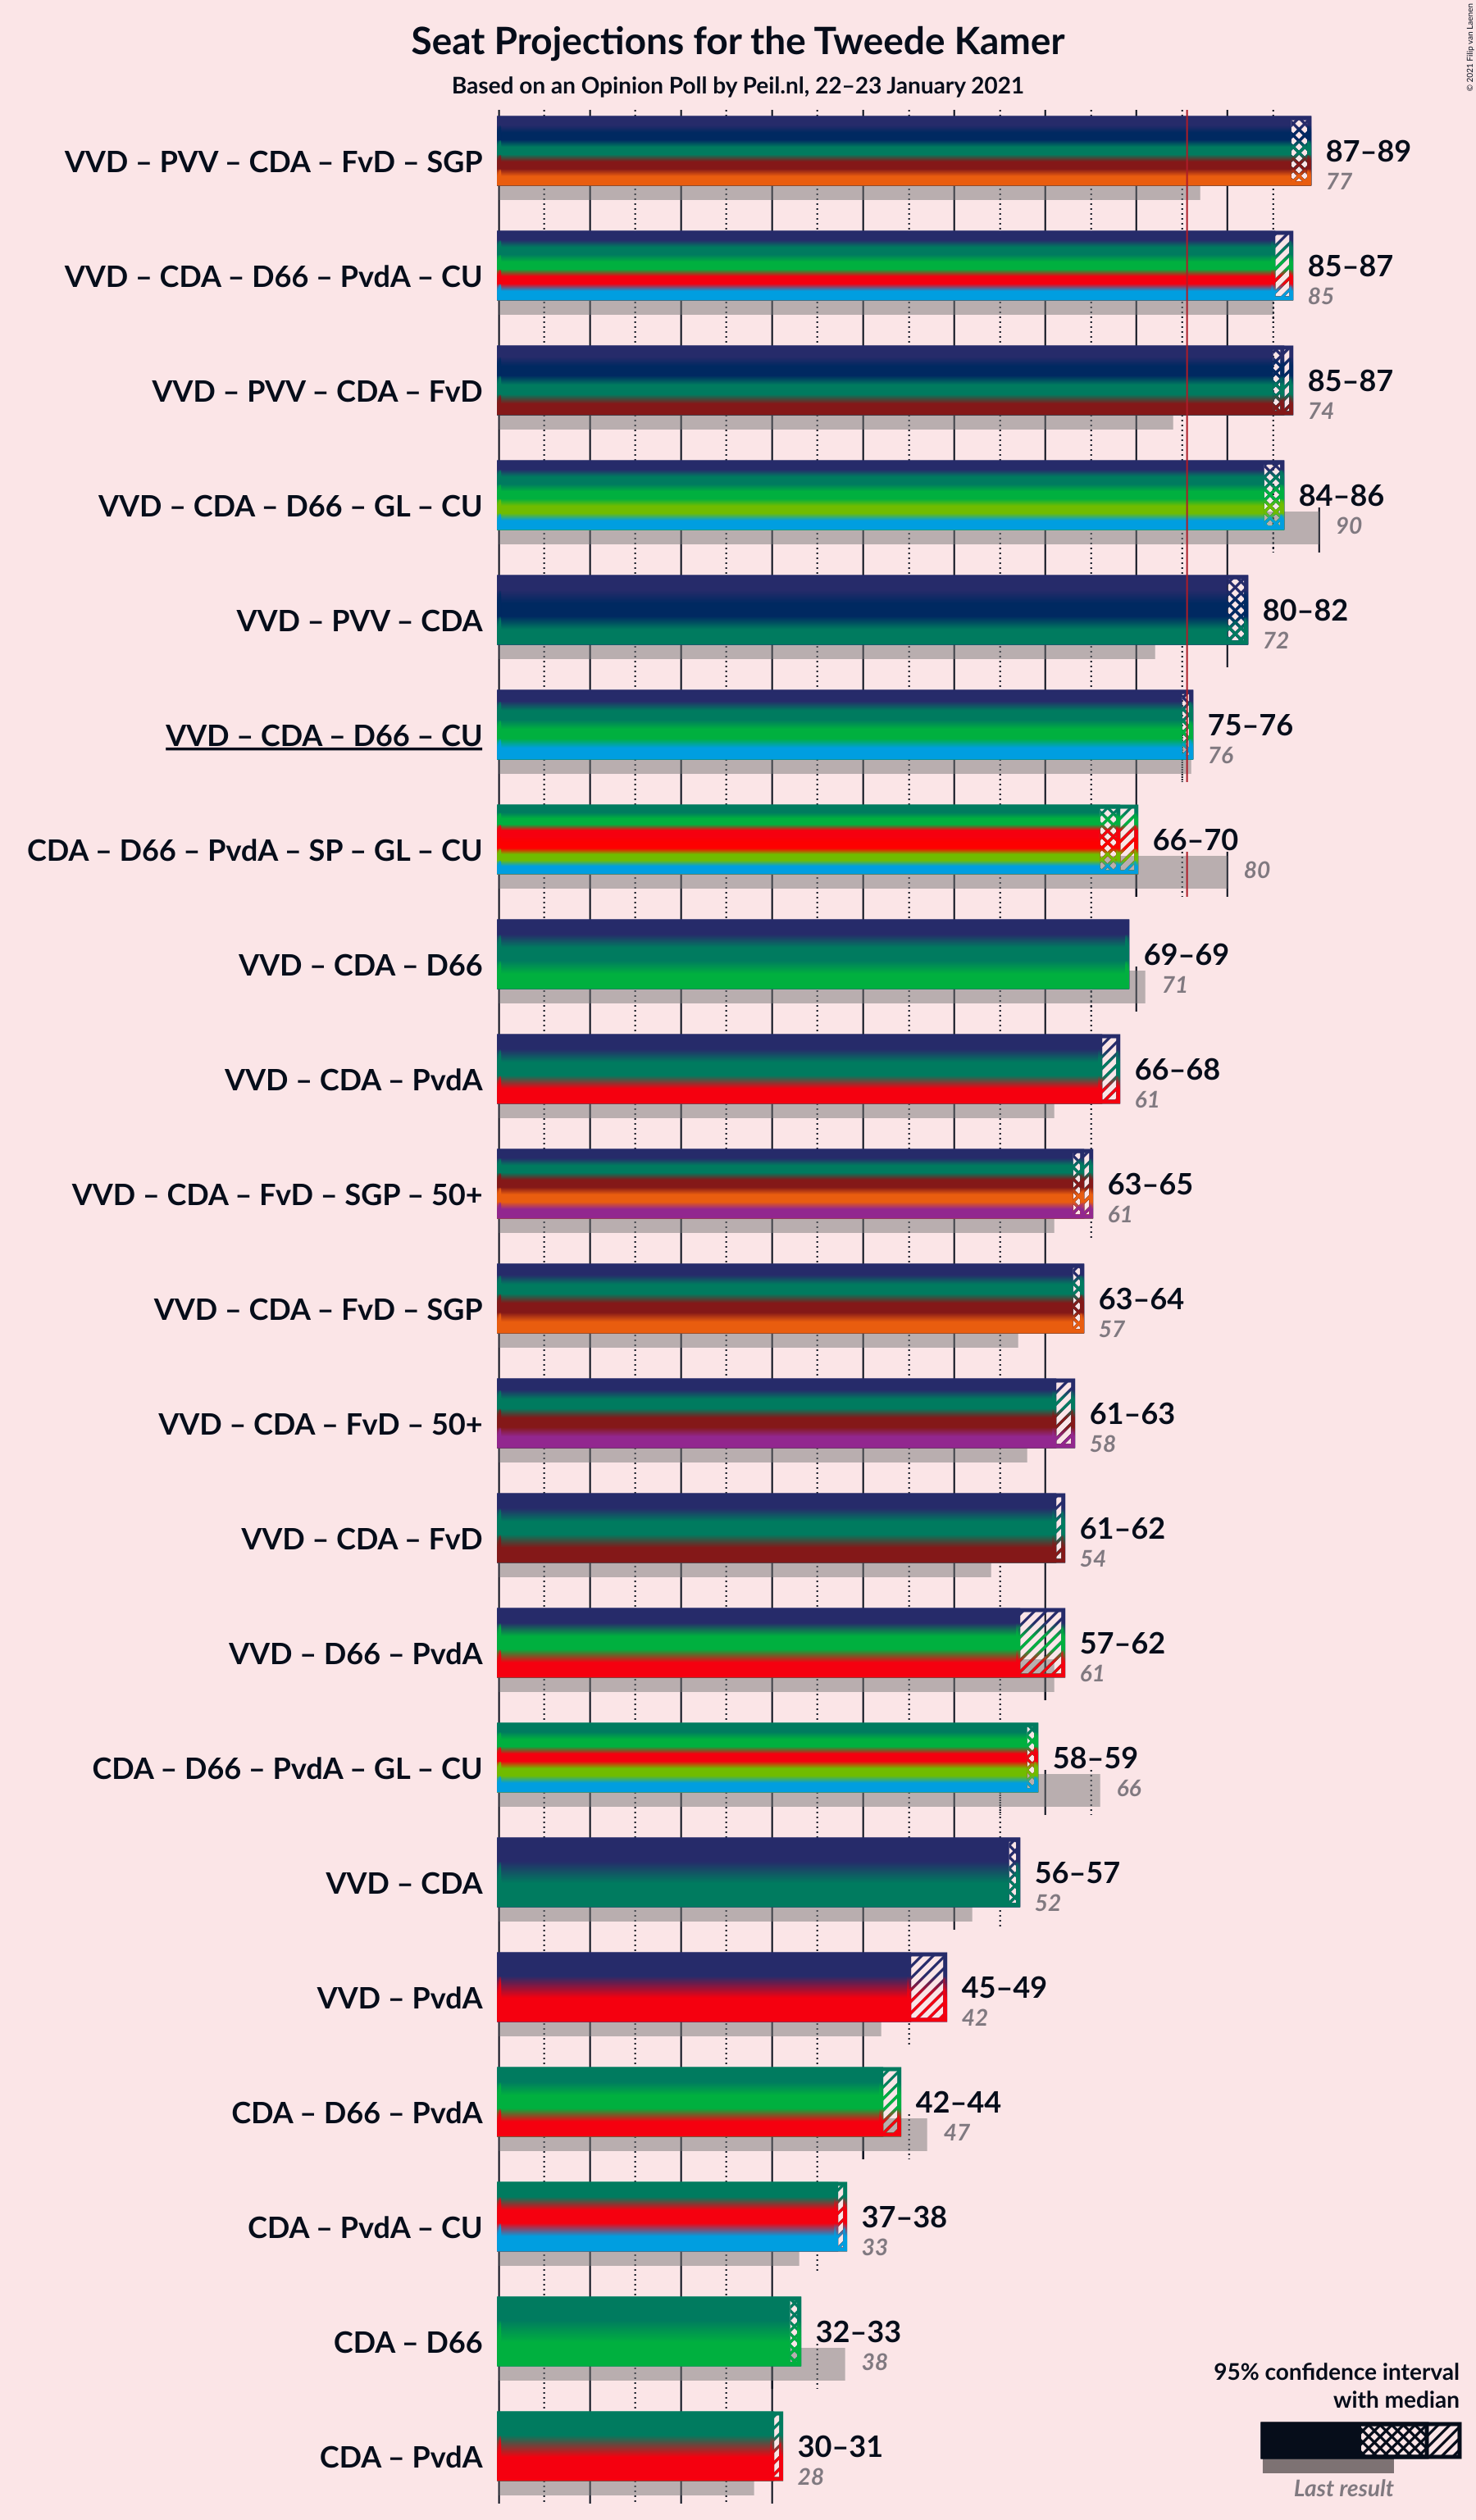 Seat Projections for the Tweede Kamer
Based on an Opinion Poll by Peil.nl, 22–23 January 2021
© 2021 Filip van Laenen
VVD – PVV – CDA – FvD – SGP
87–89
77
VVD – CDA – D66 – PvdA – CU
85–87
85
VVD – PVV – CDA – FvD
85–87
74
VVD – CDA – D66 – GL – CU
84–86
90
VVD – PVV – CDA
80–82
72
VVD – CDA – D66 – CU
75–76
76
CDA – D66 – PvdA – SP – GL – CU
66–70
80
VVD – CDA – D66
69–69
71
VVD – CDA – PvdA
66–68
61
VVD – CDA – FvD – SGP – 50+
63–65
61
VVD – CDA – FvD – SGP
63–64
57
VVD – CDA – FvD – 50+
61–63
58
VVD – CDA – FvD
61–62
54
VVD – D66 – PvdA
57–62
61
CDA – D66 – PvdA – GL – CU
58–59
66
VVD – CDA
56–57
52
VVD – PvdA
45–49
42
CDA – D66 – PvdA
42–44
47
CDA – PvdA – CU
37–38
33
CDA – D66
32–33
38
CDA – PvdA
30–31
28
95% confidence interval
with median
Last result